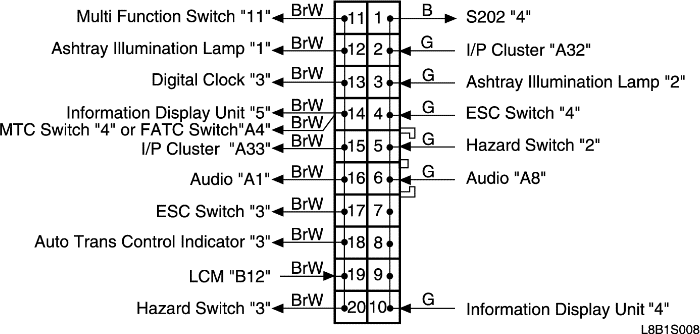 Multi Function Switch "11" BrW 11 1 B S202 "4"
Ashtray Illumination Lamp "1" BrW 12 2 G I/P Cluster "A32"
Digital Clock "3" BrW 13 3 G Ashtray Illumination Lamp "2"
Information Display Unit "5" BrW 14 4 G ESC Switch "4"
MTC Switch "4" or FATC Switch"A4" BrW
I/P Cluster "A33" BrW 15 5 G Hazard Switch "2"
Audio "A1" BrW 16 6 G Audio "A8"
ESC Switch "3" BrW 17 7
Auto Trans Control Indicator "3" BrW 18 8
LCM "B12" BrW 19 9
Hazard Switch "3" BrW 20 10 G Information Display Unit "4"
L8B1S008